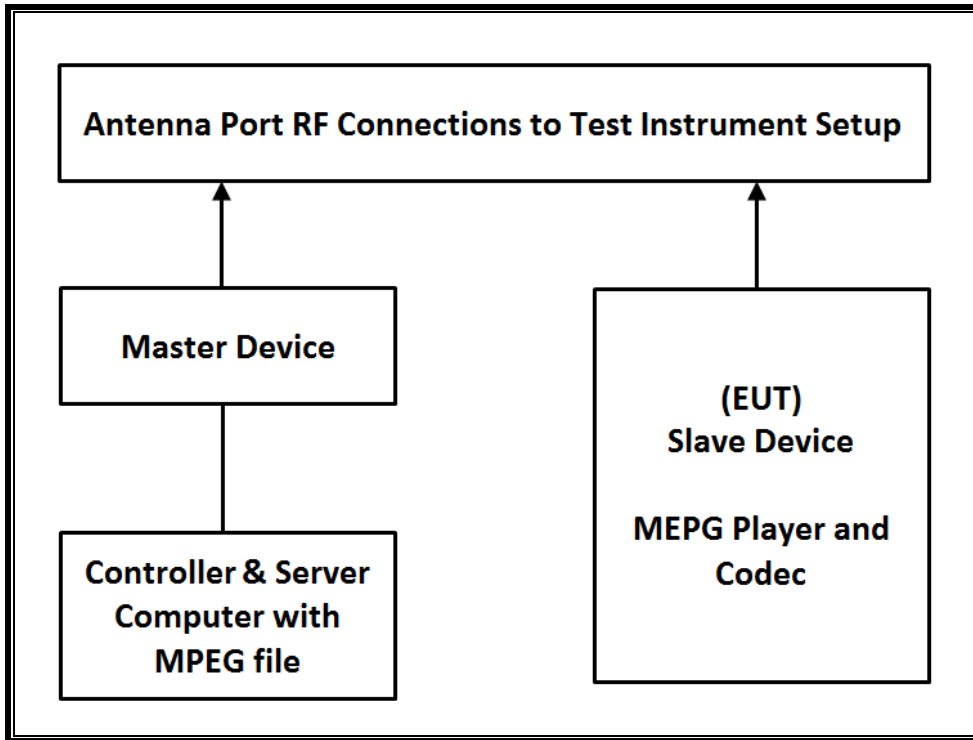 Antenna Port RF Connections to Test Instrument Setup
Master Device
(EUT)
Slave Device
MEPG Player and
Codec
Controller & Server
Computer with
MPEG file